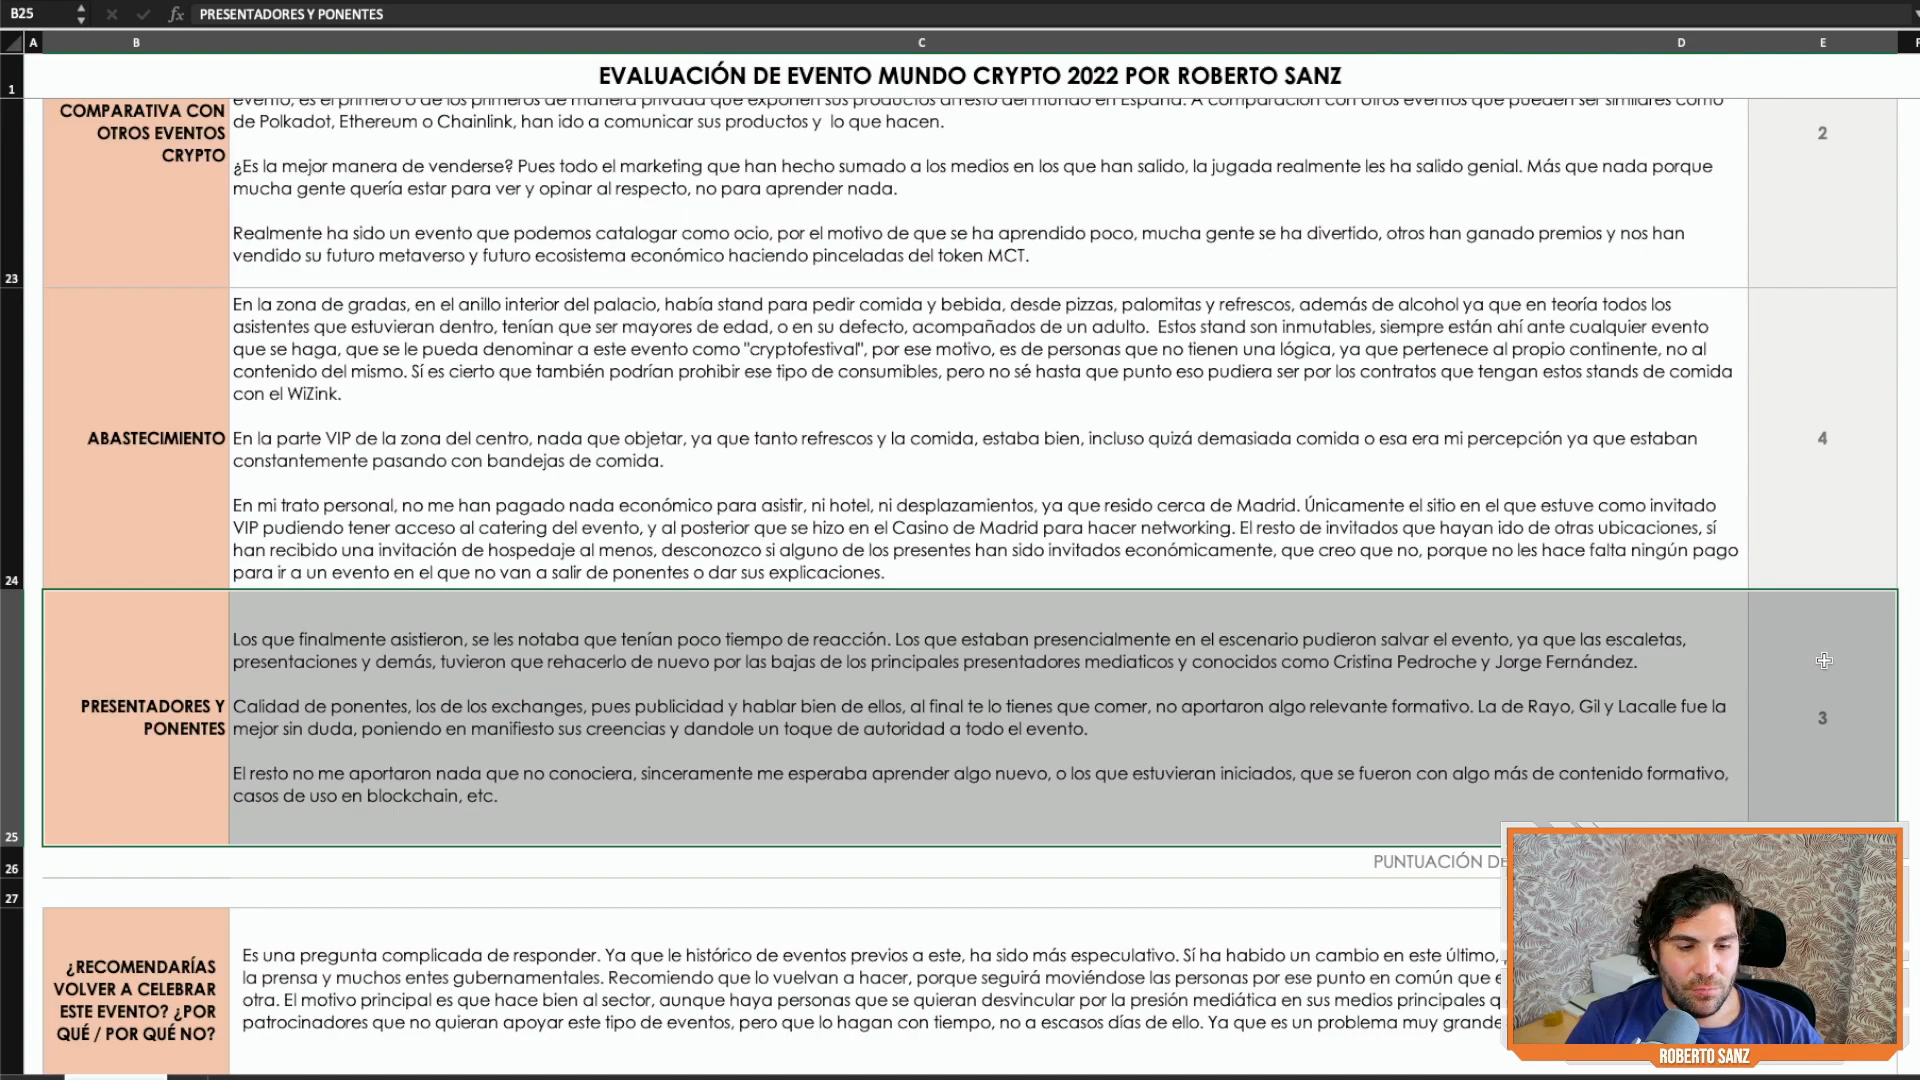 B25
fx PRESENTADORES Y PONENTES
A B C D E F
1 EVALUACIÓN DE EVENTO MUNDO CRYPTO 2022 POR ROBERTO SANZ
COMPARATIVA CON
OTROS EVENTOS
CRYPTO
evento, es el primero o de los primeros de manera privada que exponen sus productos al resto del mundo en España. A comparación con otros eventos que pueden ser similares como
de Polkadot, Ethereum o Chainlink, han ido a comunicar sus productos y lo que hacen.
¿Es la mejor manera de venderse? Pues todo el marketing que han hecho sumado a los medios en los que han salido, la jugada realmente les ha salido genial. Más que nada porque
mucha gente quería estar para ver y opinar al respecto, no para aprender nada.
Realmente ha sido un evento que podemos catalogar como ocio, por el motivo de que se ha aprendido poco, mucha gente se ha divertido, otros han ganado premios y nos han
vendido su futuro metaverso y futuro ecosistema económico haciendo pinceladas del token MCT.
2
23
ABASTECIMIENTO
En la zona de gradas, en el anillo interior del palacio, había stand para pedir comida y bebida, desde pizzas, palomitas y refrescos, además de alcohol ya que en teoría todos los
asistentes que estuvieran dentro, tenían que ser mayores de edad, o en su defecto, acompañados de un adulto. Estos stand son inmutables, siempre están ahí ante cualquier evento
que se haga, que se le pueda denominar a este evento como "cryptofestival", por ese motivo, es de personas que no tienen una lógica, ya que pertenece al propio continente, no al
contenido del mismo. Sí es cierto que también podrían prohibir ese tipo de consumibles, pero no sé hasta que punto eso pudiera ser por los contratos que tengan estos stands de comida
con el WiZink.
En la parte VIP de la zona del centro, nada que objetar, ya que tanto refrescos y la comida, estaba bien, incluso quizá demasiada comida o esa era mi percepción ya que estaban
constantemente pasando con bandejas de comida.
En mi trato personal, no me han pagado nada económico para asistir, ni hotel, ni desplazamientos, ya que resido cerca de Madrid. Únicamente el sitio en el que estuve como invitado
VIP pudiendo tener acceso al catering del evento, y al posterior que se hizo en el Casino de Madrid para hacer networking. El resto de invitados que hayan ido de otras ubicaciones, sí
han recibido una invitación de hospedaje al menos, desconozco si alguno de los presentes han sido invitados económicamente, que creo que no, porque no les hace falta ningún pago
para ir a un evento en el que no van a salir de ponentes o dar sus explicaciones.
4
24
PRESENTADORES Y
PONENTES
Los que finalmente asistieron, se les notaba que tenían poco tiempo de reacción. Los que estaban presencialmente en el escenario pudieron salvar el evento, ya que las escaletas,
presentaciones y demás, tuvieron que rehacerlo de nuevo por las bajas de los principales presentadores mediaticos y conocidos como Cristina Pedroche y Jorge Fernández.
Calidad de ponentes, los de los exchanges, pues publicidad y hablar bien de ellos, al final te lo tienes que comer, no aportaron algo relevante formativo. La de Rayo, Gil y Lacalle fue la
mejor sin duda, poniendo en manifiesto sus creencias y dandole un toque de autoridad a todo el evento.
El resto no me aportaron nada que no conociera, sinceramente me esperaba aprender algo nuevo, o los que estuvieran iniciados, que se fueron con algo más de contenido formativo,
casos de uso en blockchain, etc.
3
25
26 PUNTUACIÓN DE
27
¿RECOMENDARÍAS
VOLVER A CELEBRAR
ESTE EVENTO? ¿POR
QUÉ / POR QUÉ NO?
Es una pregunta complicada de responder. Ya que le histórico de eventos previos a este, ha sido más especulativo. Sí ha habido un cambio en este último,
la prensa y muchos entes gubernamentales. Recomiendo que lo vuelvan a hacer, porque seguirá moviéndose las personas por ese punto en común que
otra. El motivo principal es que hace bien al sector, aunque haya personas que se quieran desvincular por la presión mediática en sus medios principales
patrocinadores que no quieran apoyar este tipo de eventos, pero que lo hagan con tiempo, no a escasos días de ello. Ya que es un problema muy grande
ROBERTO SANZ